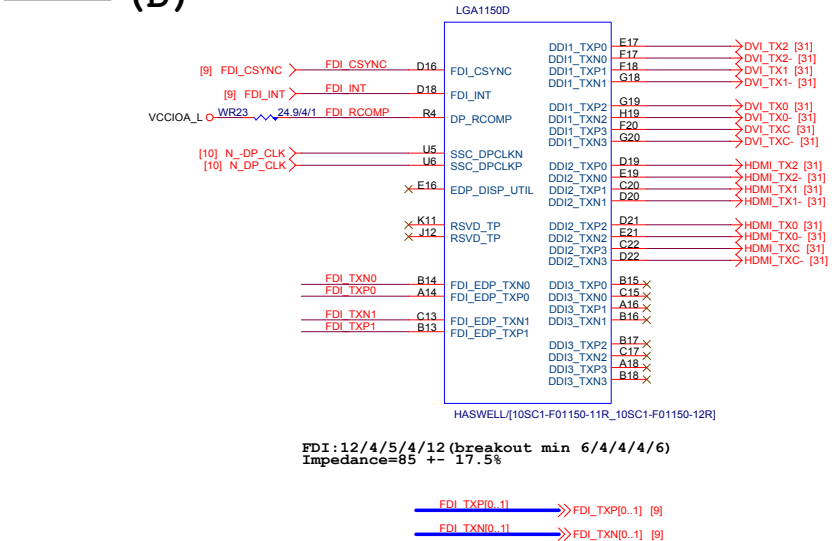 (D)
LGA1150D
[9] FDI_CSYNC FDI_CSYNC D16 FDI_CSYNC
[9] FDI_INT FDI_INT D18 FDI_INT
VCCIOA_L WR23 24.9/4/1 FDI_RCOMP R4 DP_RCOMP
[10] N_-DP_CLK U5 SSC_DPCLKN
[10] N_DP_CLK U6 SSC_DPCLKP
E16 EDP_DISP_UTIL
K11 RSVD_TP
J12 RSVD_TP
FDI_TXN0 B14 FDI_EDP_TXN0
FDI_TXP0 A14 FDI_EDP_TXP0
FDI_TXN1 C13 FDI_EDP_TXN1
FDI_TXP1 B13 FDI_EDP_TXP1
DDI1_TXP0 E17 DVI_TX2 [31]
DDI1_TXN0 F17 DVI_TX2- [31]
DDI1_TXP1 F18 DVI_TX1 [31]
DDI1_TXN1 G18 DVI_TX1- [31]
DDI1_TXP2 G19 DVI_TX0 [31]
DDI1_TXN2 H19 DVI_TX0- [31]
DDI1_TXP3 F20 DVI_TXC [31]
DDI1_TXN3 G20 DVI_TXC- [31]
DDI2_TXP0 D19 HDMI_TX2 [31]
DDI2_TXN0 E19 HDMI_TX2- [31]
DDI2_TXP1 C20 HDMI_TX1 [31]
DDI2_TXN1 D20 HDMI_TX1- [31]
DDI2_TXP2 D21 HDMI_TX0 [31]
DDI2_TXN2 E21 HDMI_TX0- [31]
DDI2_TXP3 C22 HDMI_TXC [31]
DDI2_TXN3 D22 HDMI_TXC- [31]
DDI3_TXP0 B15
DDI3_TXN0 C15
DDI3_TXP1 A16
DDI3_TXN1 B16
DDI3_TXP2 B17
DDI3_TXN2 C17
DDI3_TXP3 A18
DDI3_TXN3 B18
HASWELL/[10SC1-F01150-11R_10SC1-F01150-12R]
FDI:12/4/5/4/12(breakout min 6/4/4/4/6)
Impedance=85 +- 17.5%
FDI_TXP[0..1] FDI_TXP[0..1] [9]
FDI_TXN[0..1] FDI_TXN[0..1] [9]